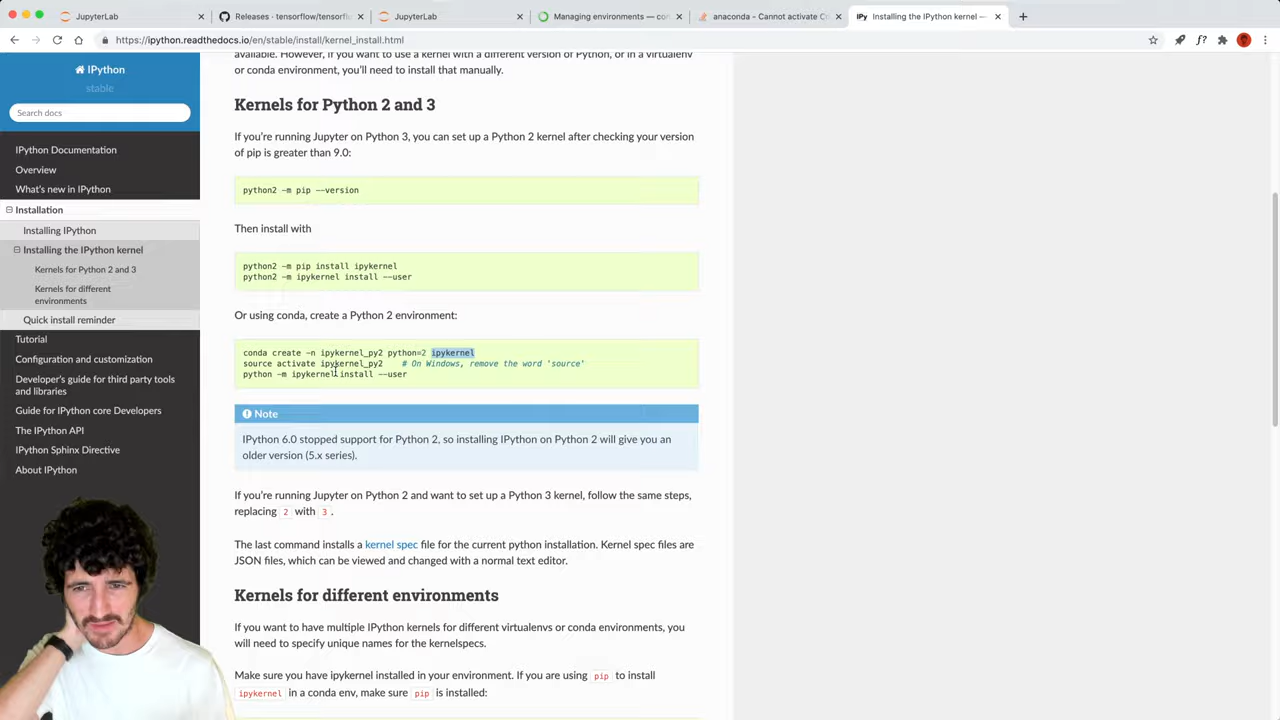 JupyterLab
Releases · tensorflow/tensorfl
JupyterLab
Managing environments — con
anaconda - Cannot activate C
IPy Installing the IPython kernel —
https://ipython.readthedocs.io/en/stable/install/kernel_install.html
IPython
stable
Search docs
IPython Documentation
Overview
What's new in IPython
Installation
Installing IPython
Installing the IPython kernel
Kernels for Python 2 and 3
Kernels for different
environments
Quick install reminder
Tutorial
Configuration and customization
Developer's guide for third party tools
and libraries
Guide for IPython core Developers
The IPython API
IPython Sphinx Directive
About IPython
available. However, if you want to use a kernel with a different version of Python, or in a virtualenv
or conda environment, you'll need to install that manually.
Kernels for Python 2 and 3
If you're running Jupyter on Python 3, you can set up a Python 2 kernel after checking your version
of pip is greater than 9.0:
python2 -m pip --version
Then install with
python2 -m pip install ipykernel
python2 -m ipykernel install --user
Or using conda, create a Python 2 environment:
conda create -n ipykernel_py2 python=2 ipykernel
source activate ipykernel_py2 # On Windows, remove the word 'source'
python -m ipykernel install --user
Note
IPython 6.0 stopped support for Python 2, so installing IPython on Python 2 will give you an
older version (5.x series).
If you're running Jupyter on Python 2 and want to set up a Python 3 kernel, follow the same steps,
replacing 2 with 3.
The last command installs a kernel spec file for the current python installation. Kernel spec files are
JSON files, which can be viewed and changed with a normal text editor.
Kernels for different environments
If you want to have multiple IPython kernels for different virtualenvs or conda environments, you
will need to specify unique names for the kernelspecs.
Make sure you have ipykernel installed in your environment. If you are using pip to install
ipykernel in a conda env, make sure pip is installed: